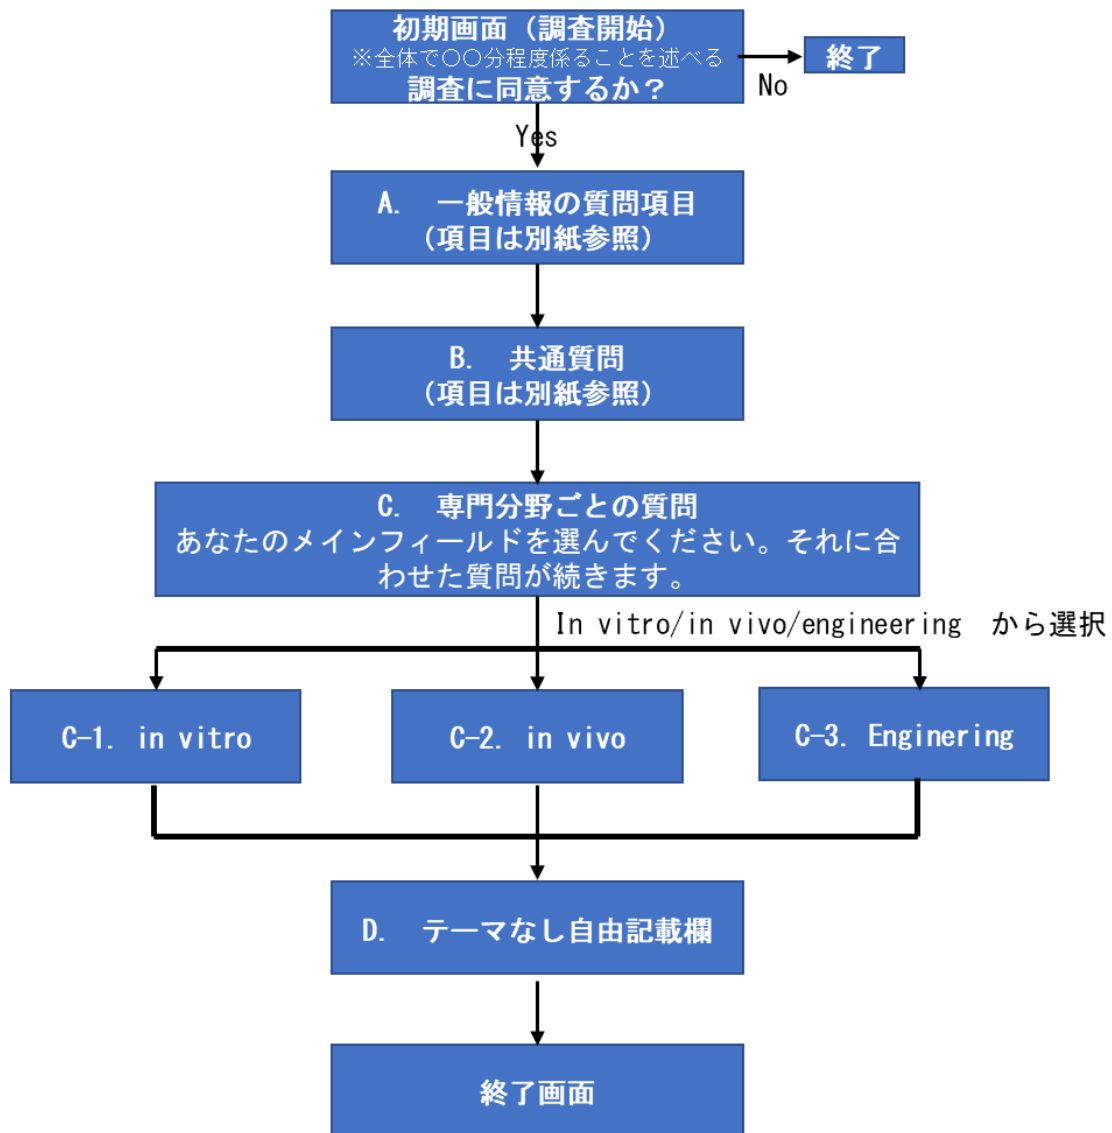 初期画面（調査開始）
※全体で〇〇分程度係ることを述べる
調査に同意するか？
終了
No
Yes
A.　一般情報の質問項目
（項目は別紙参照）
B.　共通質問
（項目は別紙参照）
C.　専門分野ごとの質問
あなたのメインフィールドを選んでください。それに合
わせた質問が続きます。
In vitro/in vivo/engineering　から選択
C-1. in vitro
C-2. in vivo
C-3. Enginering
D.　テーマなし自由記載欄
終了画面